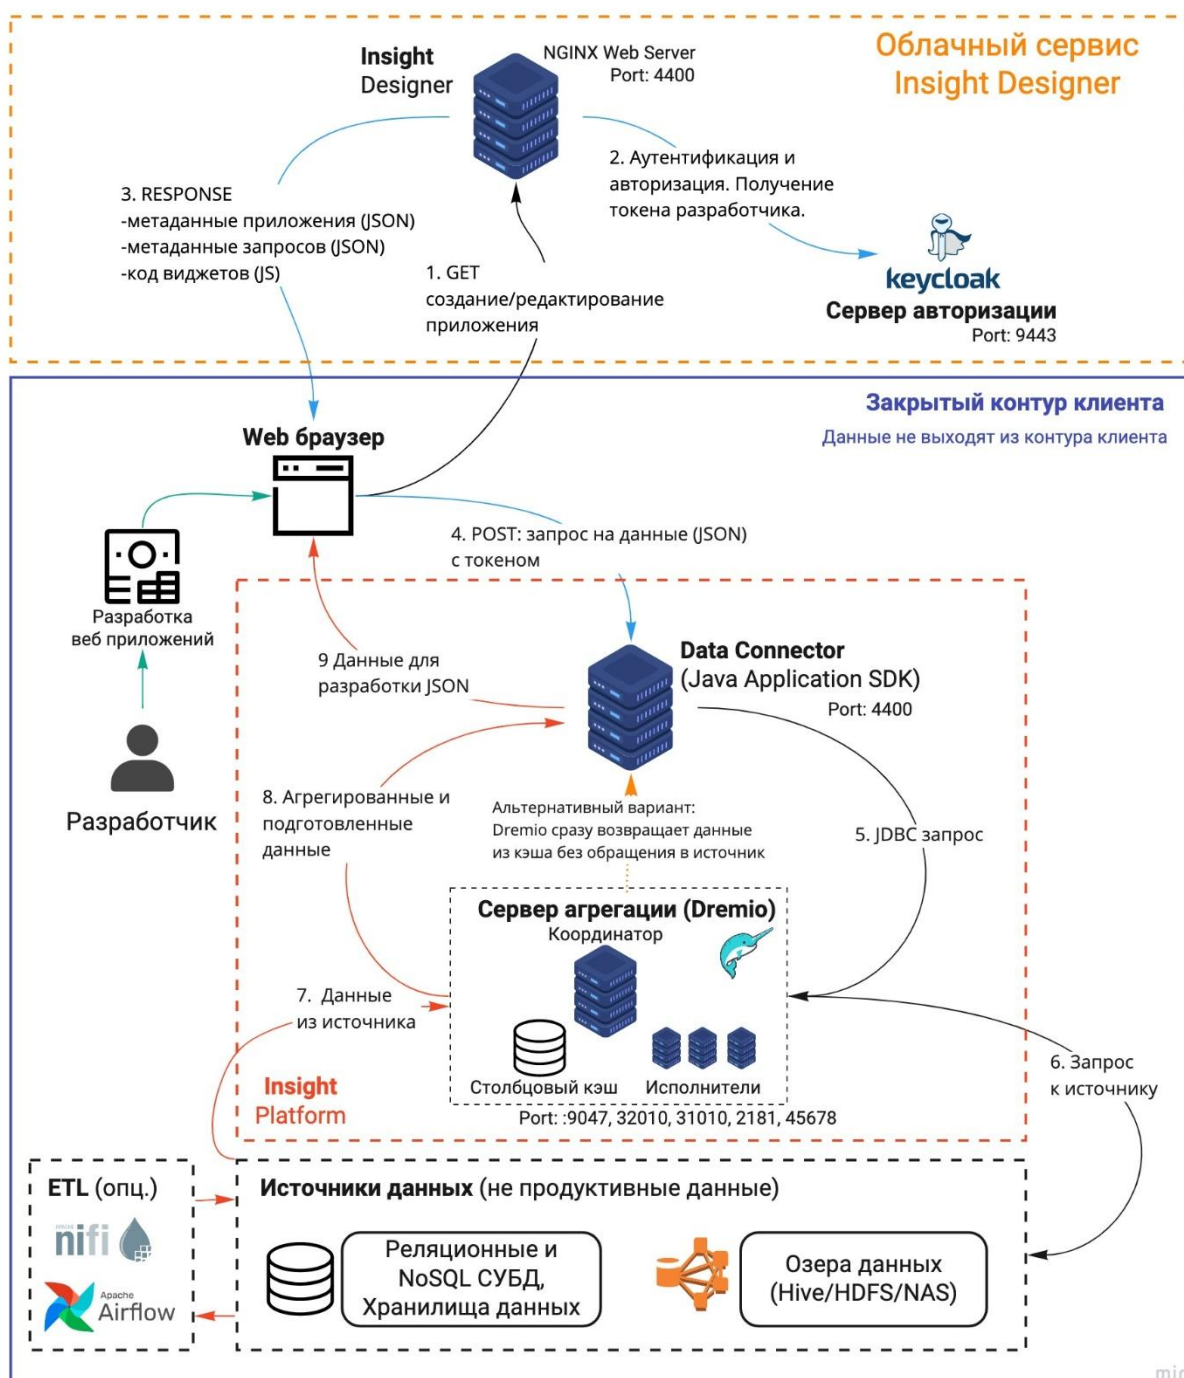 Облачный сервис
Insight Designer
Insight
Designer
NGINX Web Server
Port: 4400
2. Аутентификация и
авторизация. Получение
токена разработчика.
3. RESPONSE
-метаданные приложения (JSON)
-метаданные запросов (JSON)
-код виджетов (JS)
1. GET
создание/редактирование
приложения
keycloak
Сервер авторизации
Port: 9443
Закрытый контур клиента
Данные не выходят из контура клиента
Web браузер
4. POST: запрос на данные (JSON)
с токеном
Разработка
веб приложений
Разработчик
9 Данные для
разработки JSON
Data Connector
(Java Application SDK)
Port: 4400
8. Агрегированные и
подготовленные
данные
Альтернативный вариант:
Dremio сразу возвращает данные
из кэша без обращения в источник
5. JDBC запрос
Сервер агрегации (Dremio)
Координатор
Столбцовый кэш
Исполнители
Port: :9047, 32010, 31010, 2181, 45678
7. Данные
из источника
Insight
Platform
6. Запрос
к источнику
ETL (опц.)
nifi
Apache
Airflow
Источники данных (не продуктивные данные)
Реляционные и
NoSQL СУБД,
Хранилища данных
Озера данных
(Hive/HDFS/NAS)